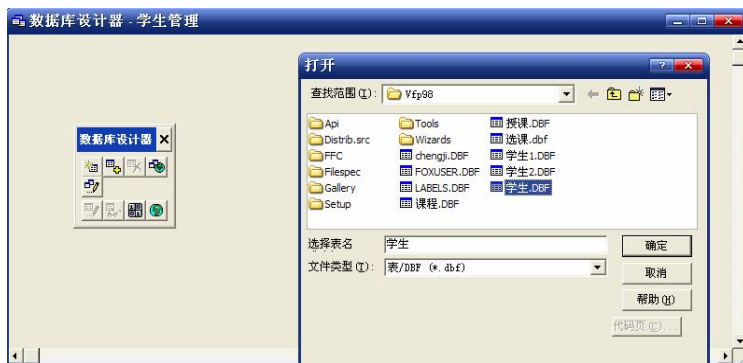 数据库设计器 - 学生管理
打开
查找范围(I): Vfp98
数据库设计器
Api Tools 授课.DBF
Distrib.src Wizards 选课.dbf
FFC chengji.DBF 学生1.DBF
Filespec FOXUSER.DBF 学生2.DBF
Gallery LABELS.DBF 学生.DBF
Setup 课程.DBF
选择表名 学生 确定
文件类型(T): 表/DBF (*.dbf) 取消
帮助(H)
代码页(C)...